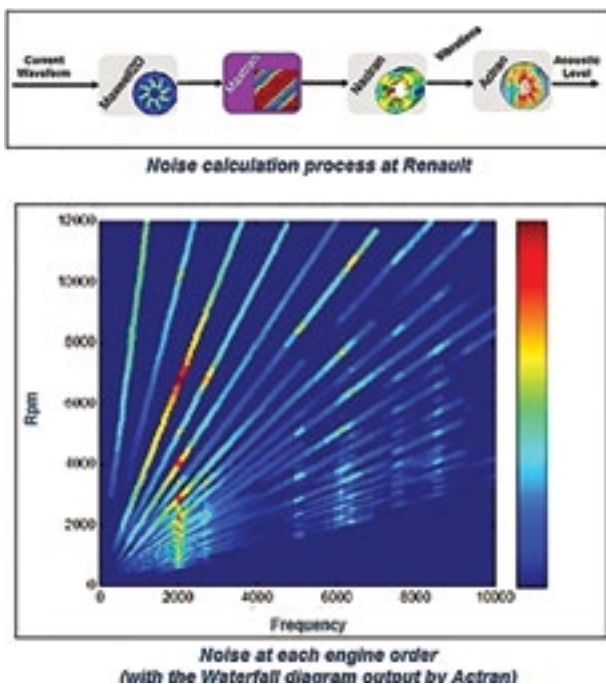 Current
Waveform
Maxwell2D
Maxtran
Nastran
Vibrations
Actran
Acoustic
Level
Noise calculation process at Renault
12000
10000
8000
6000
4000
2000
0
Rpm
0 2000 4000 6000 8000 10000
Frequency
Noise at each engine order
(with the Waterfall diagram output by Actran)